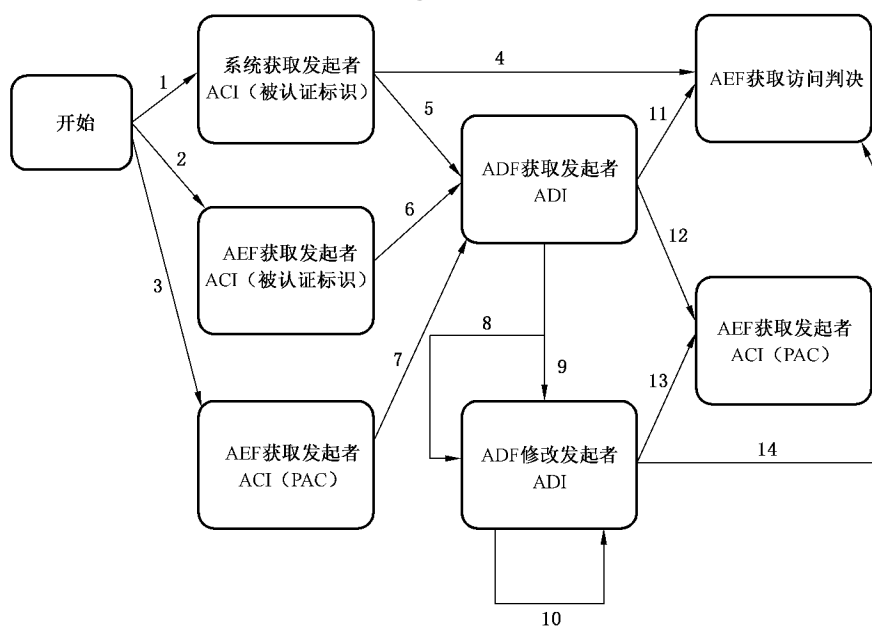 开始
1
2
3
系统获取发起者
ACI（被认证标识）
AEF获取发起者
ACI（被认证标识）
AEF获取发起者
ACI（PAC）
4
5
6
7
ADF获取发起者
ADI
8
9
ADF修改发起者
ADI
10
11
12
13
14
AEF获取访问判决
AEF获取发起者
ACI（PAC）